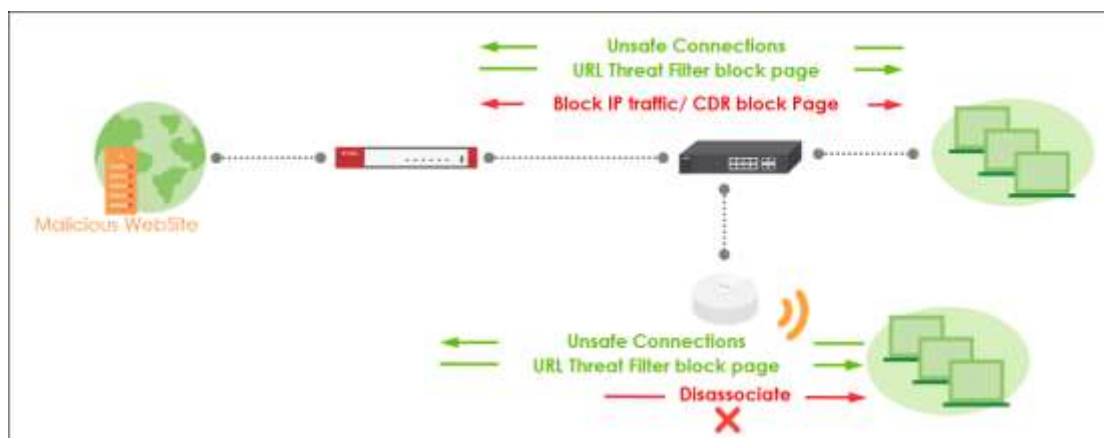 Unsafe Connections
URL Threat Filter block page
Block IP traffic/ CDR block Page
Malicious WebSite
Unsafe Connections
URL Threat Filter block page
Disassociate